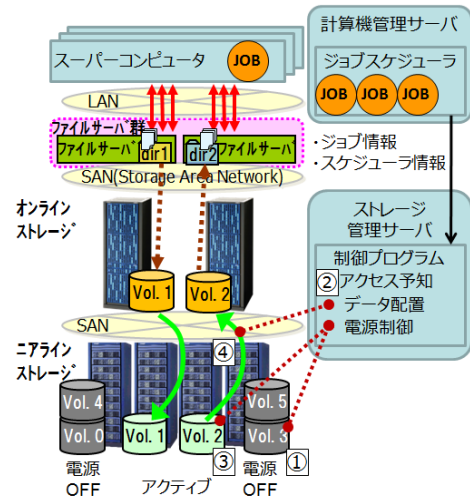 スーパーコンピュータ
JOB
LAN
ファイルサーバ群
ファイルサーバ
dir1
dir2
ファイルサーバ
SAN(Storage Area Network)
オンライン
ストレージ
Vol. 1
Vol. 2
SAN
ニアライン
ストレージ
Vol. 4
Vol. 0
Vol. 1
Vol. 2
Vol. 5
Vol. 3
④
③
①
電源
OFF
アクティブ
電源
OFF
計算機管理サーバ
ジョブスケジューラ
JOB
JOB
JOB
・ジョブ情報
・スケジューラ情報
ストレージ
管理サーバ
制御プログラム
②
アクセス予知
データ配置
電源制御